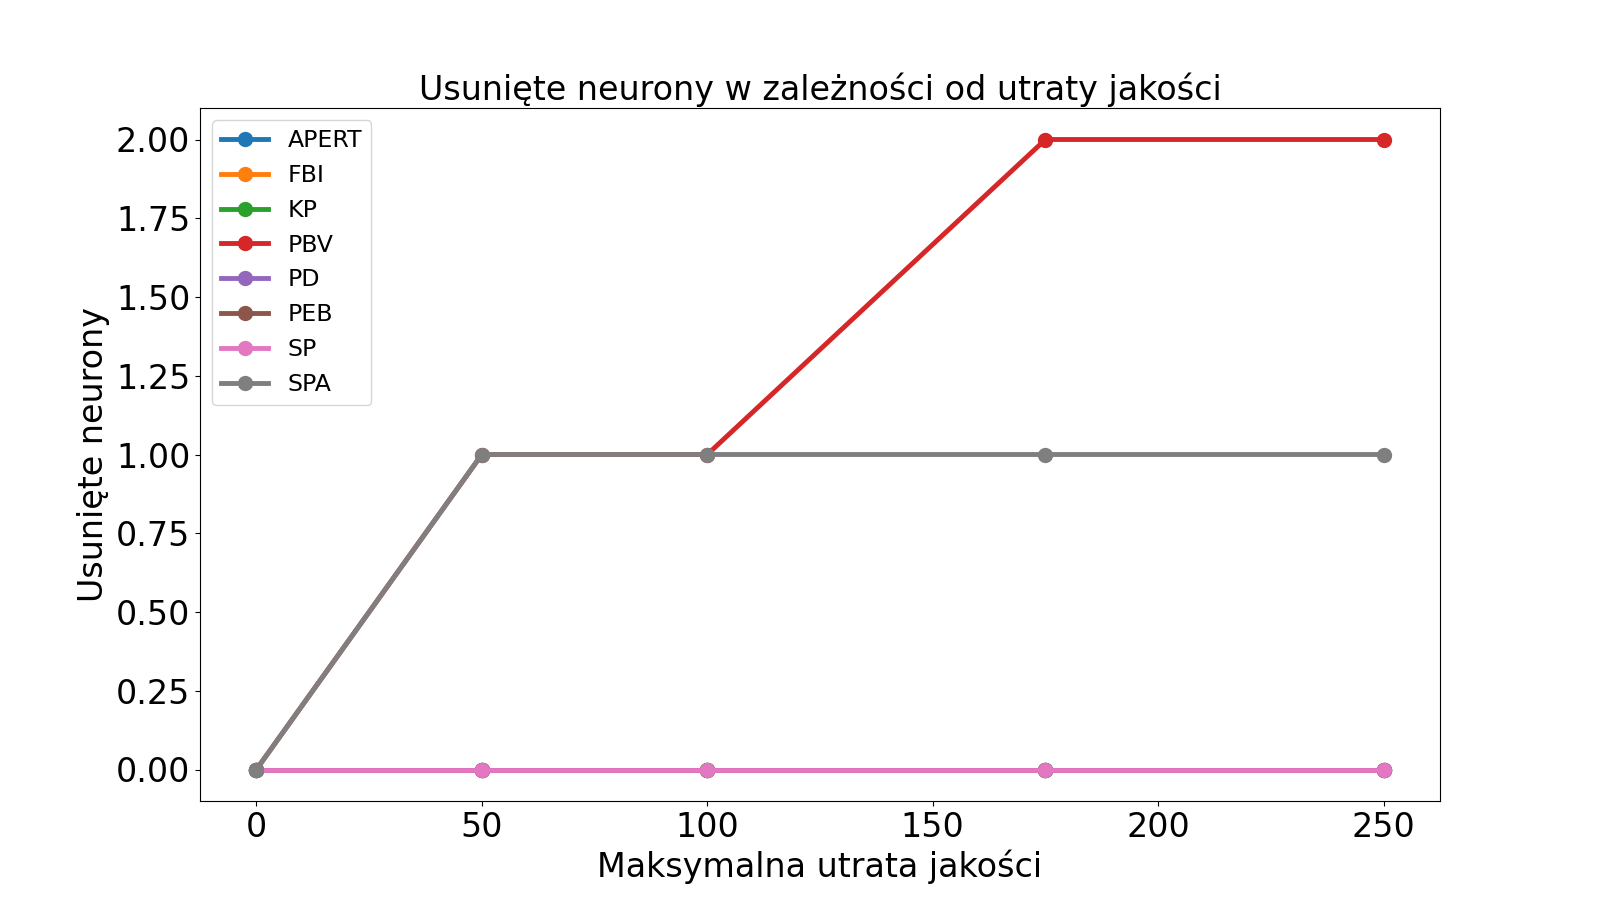 Usunięte neurony w zależności od utraty jakości
APERT
FBI
KP
PBV
PD
PEB
SP
SPA
2.00
1.75
1.50
1.25
1.00
0.75
0.50
0.25
0.00
Usunięte neurony
0 50 100 150 200 250
Maksymalna utrata jakości